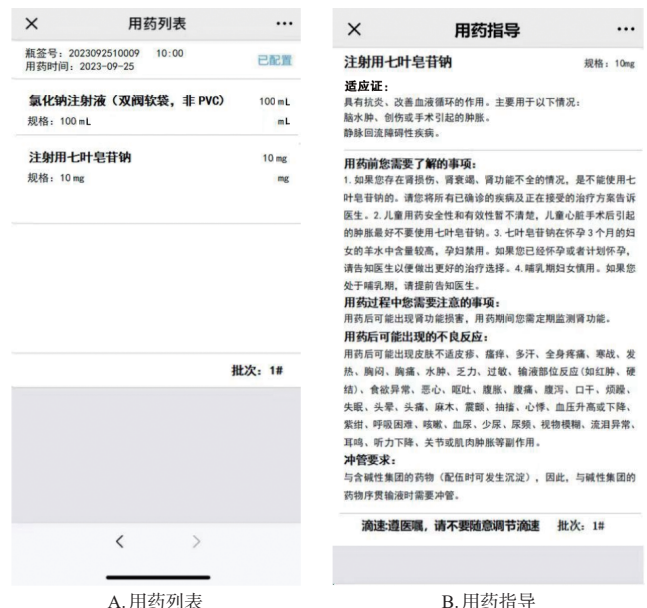 × 用药列表 ···
瓶签号：2023092510009 10:00
用药时间：2023-09-25
已配置
氯化钠注射液（双阀软袋，非 PVC） 100 mL
规格：100 mL mL
注射用七叶皂苷钠 10 mg
规格：10 mg mg
批次：1#
A.用药列表
× 用药指导 ···
注射用七叶皂苷钠 规格：10mg
适应证：
具有抗炎、改善血液循环的作用。主要用于以下情况：
脑水肿、创伤或手术引起的肿胀。
静脉回流障碍性疾病。
用药前您需要了解的事项：
1.如果您存在肾损伤、肾衰竭、肾功能不全的情况，是不能使用七
叶皂苷钠的。请您将所有已确诊的疾病及正在接受的治疗方案告诉
医生。2.儿童用药安全性和有效性暂不清楚，儿童心脏手术后引起
的肿胀最好不要使用七叶皂苷钠。3.七叶皂苷钠在怀孕3个月的妇
女的羊水中含量较高，孕妇禁用。如果您已经怀孕或者计划怀孕，
请告知医生以便做出更好的治疗选择。4.哺乳期妇女慎用。如果您
处于哺乳期，请提前告知医生。
用药过程中您需要注意的事项：
用药后可能出现肾功能损害，用药期间您需定期监测肾功能。
用药后可能出现的不良反应：
用药后可能出现皮肤不适皮疹、瘙痒、多汗、全身疼痛、寒战、发
热、胸闷、胸痛、水肿、乏力、过敏、输液部位反应(如红肿、硬
结)、食欲异常、恶心、呕吐、腹胀、腹痛、腹泻、口干、烦躁、
失眠、头晕、头痛、麻木、震颤、抽搐、心悸、血压升高或下降、
紫绀、呼吸困难、咳嗽、血尿、少尿、尿频、视物模糊、流泪异常、
耳鸣、听力下降、关节或肌肉肿胀等副作用。
冲管要求：
与含碱性集团的药物（配伍时可发生沉淀），因此，与碱性集团的
药物序贯输液时需要冲管。
滴速:遵医嘱，请不要随意调节滴速 批次：1#
B.用药指导